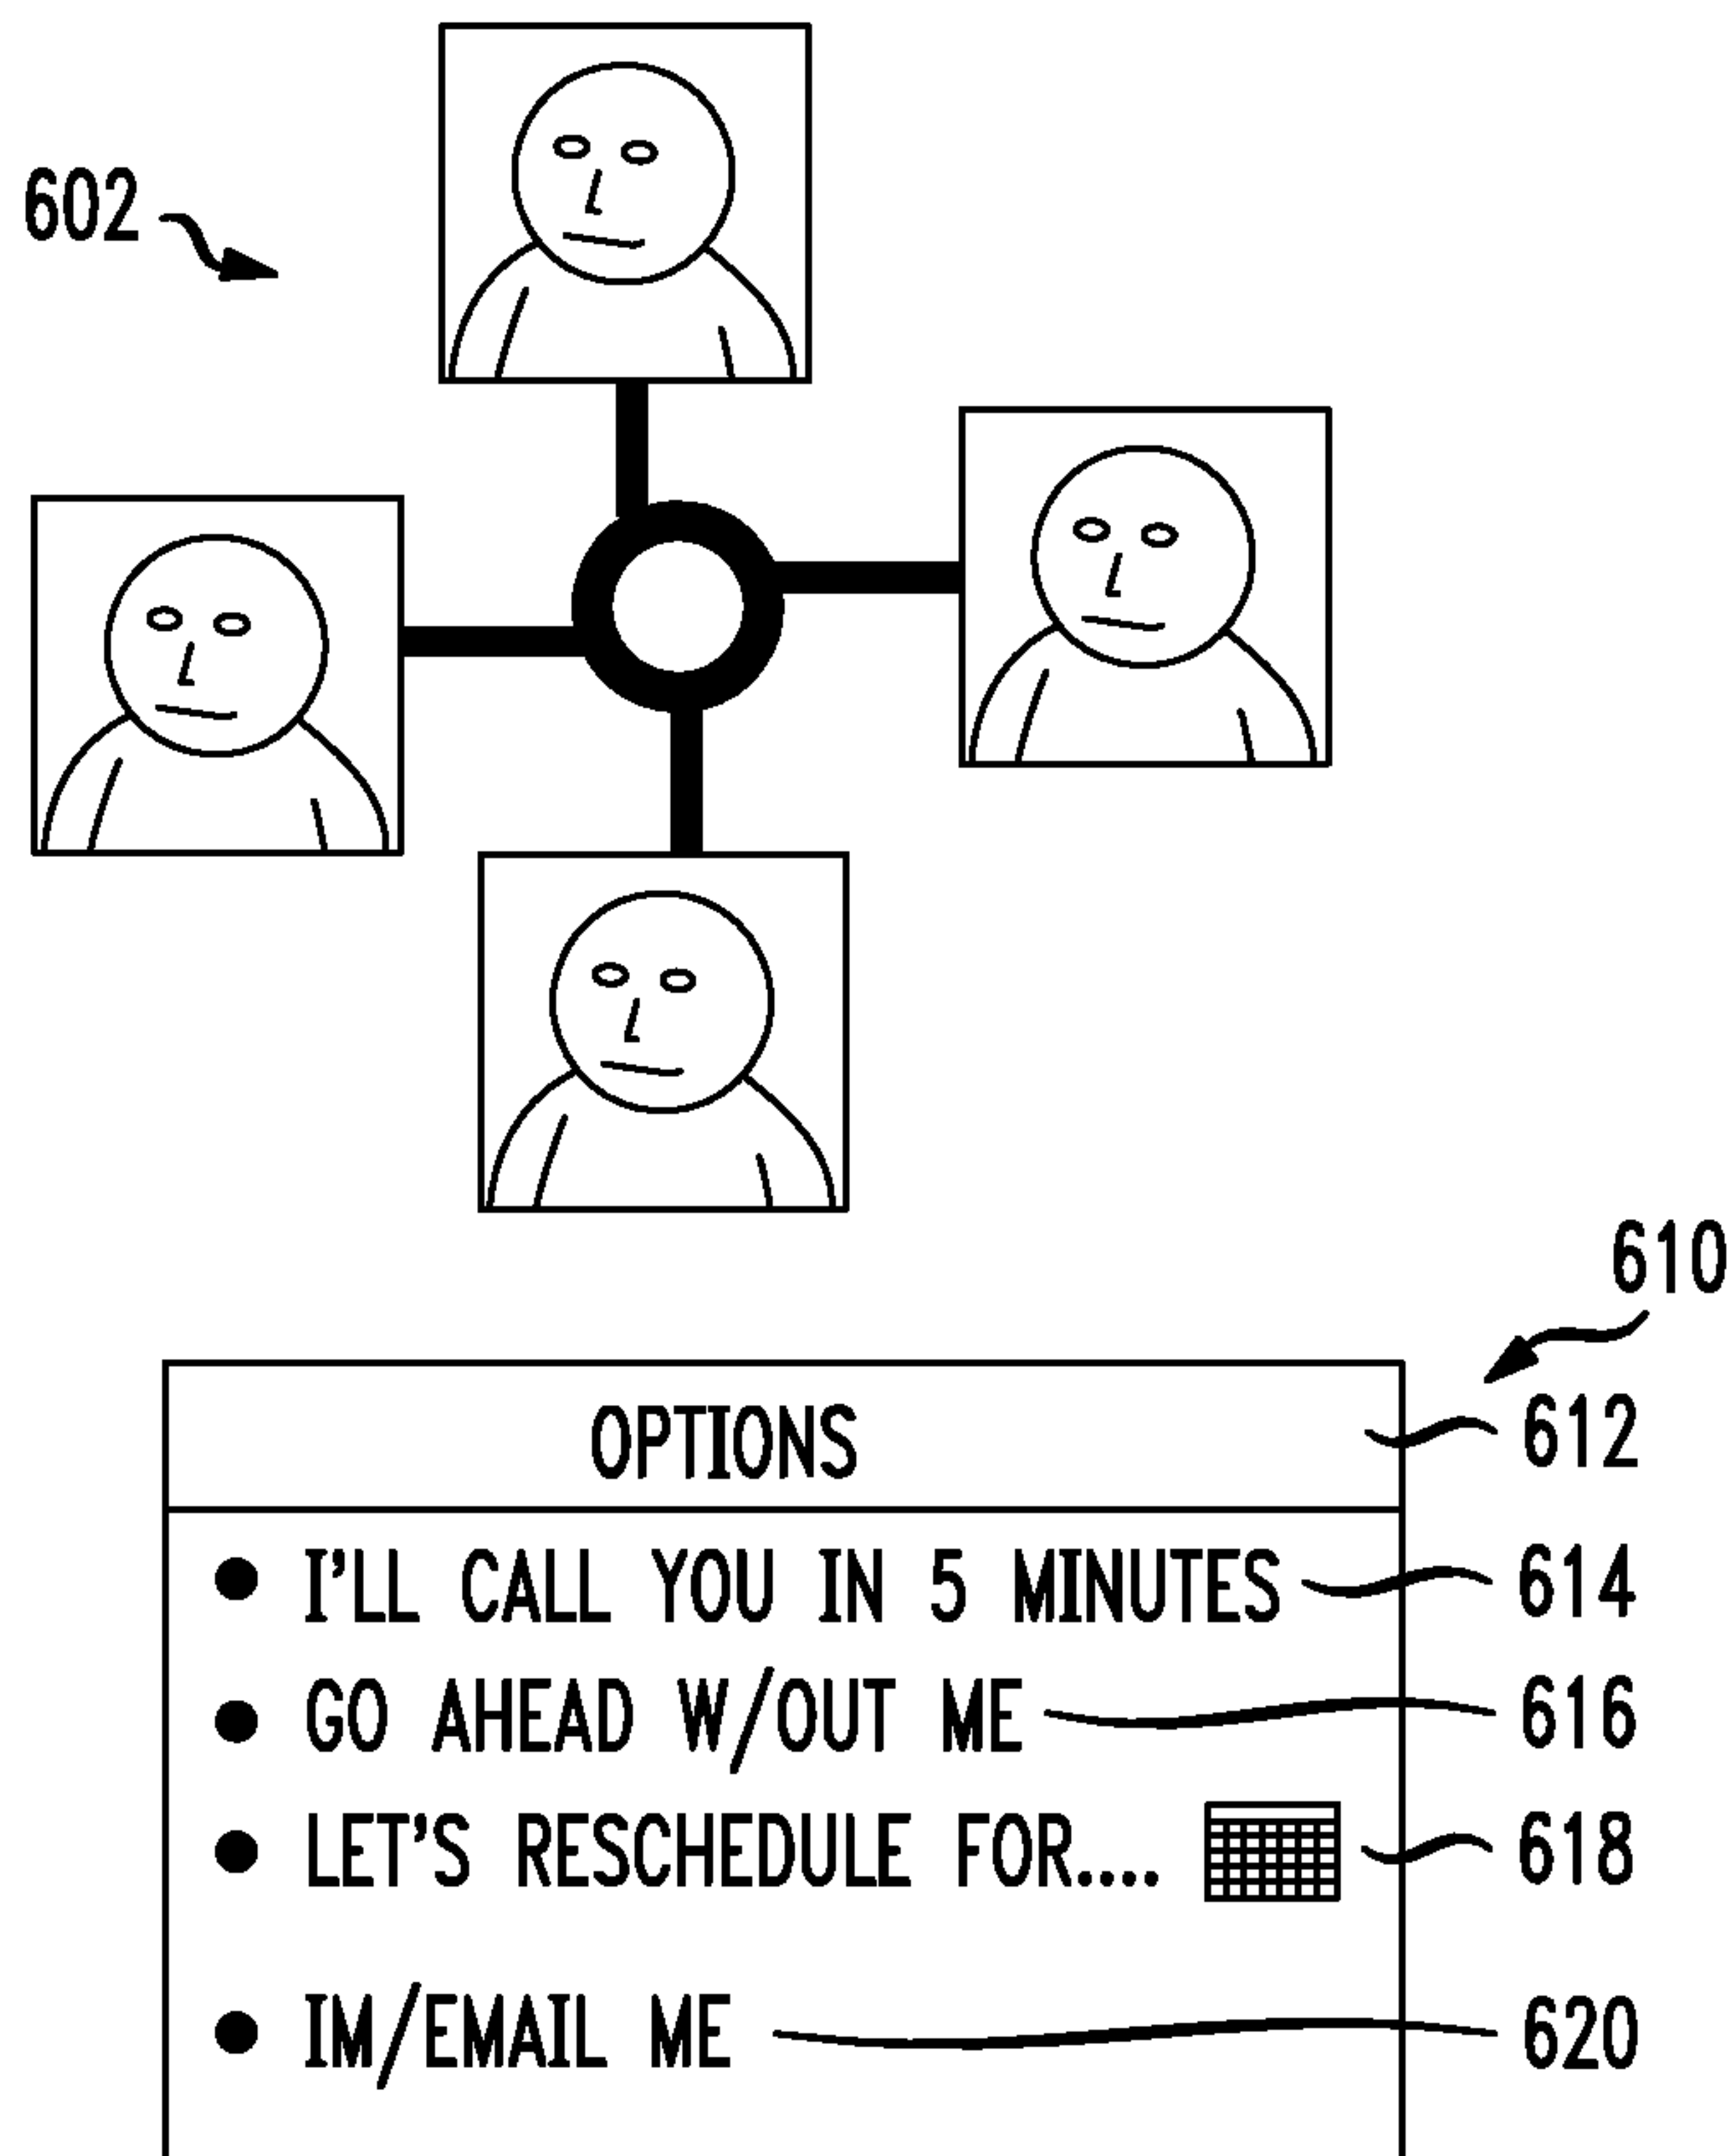 602
610
OPTIONS 612
● I'LL CALL YOU IN 5 MINUTES 614
● GO AHEAD W/OUT ME 616
● LET'S RESCHEDULE FOR.... 618
● IM/EMAIL ME 620